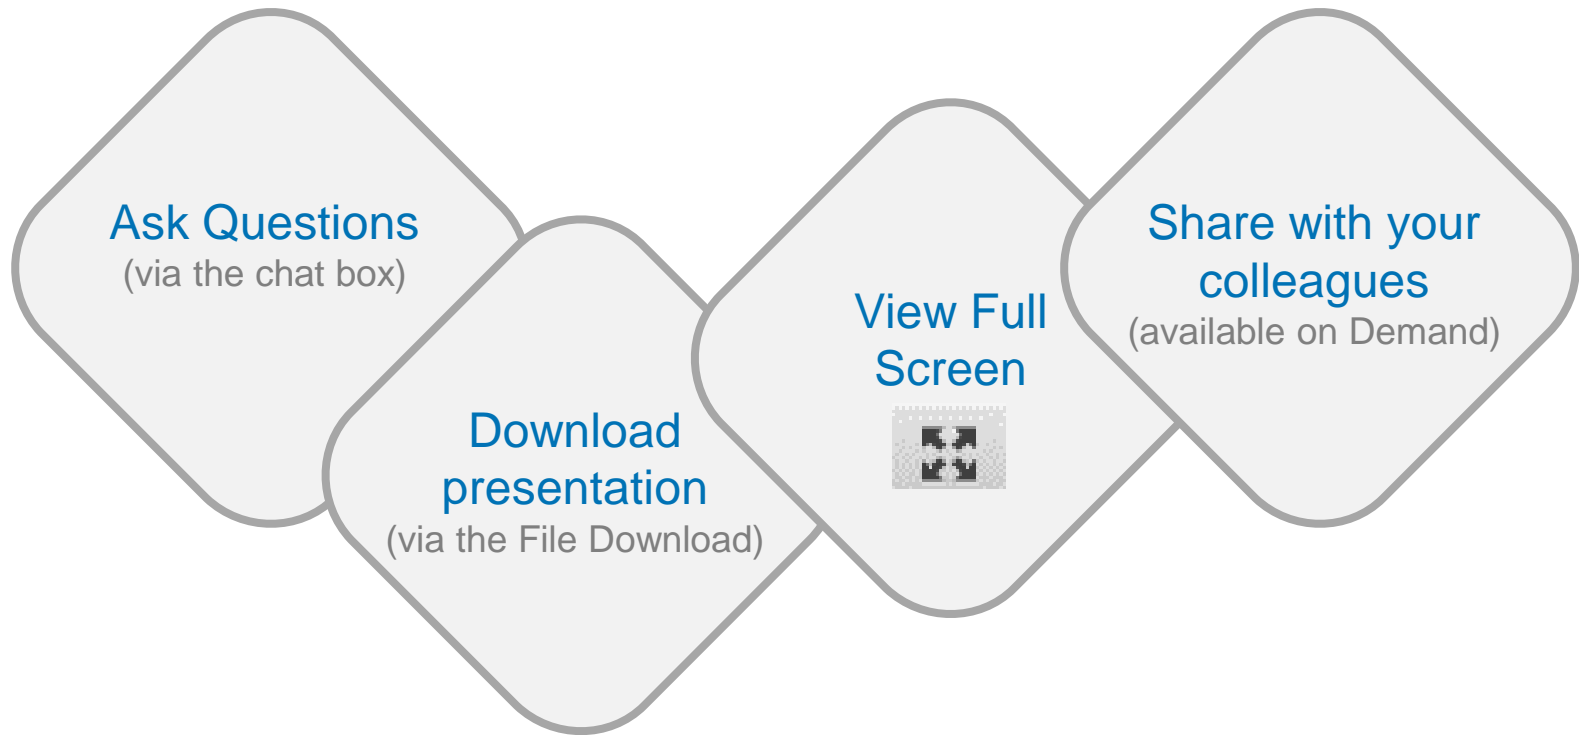 Ask Questions
(via the chat box)
Download
presentation
(via the File Download)
View Full
Screen
Share with your
colleagues
(available on Demand)